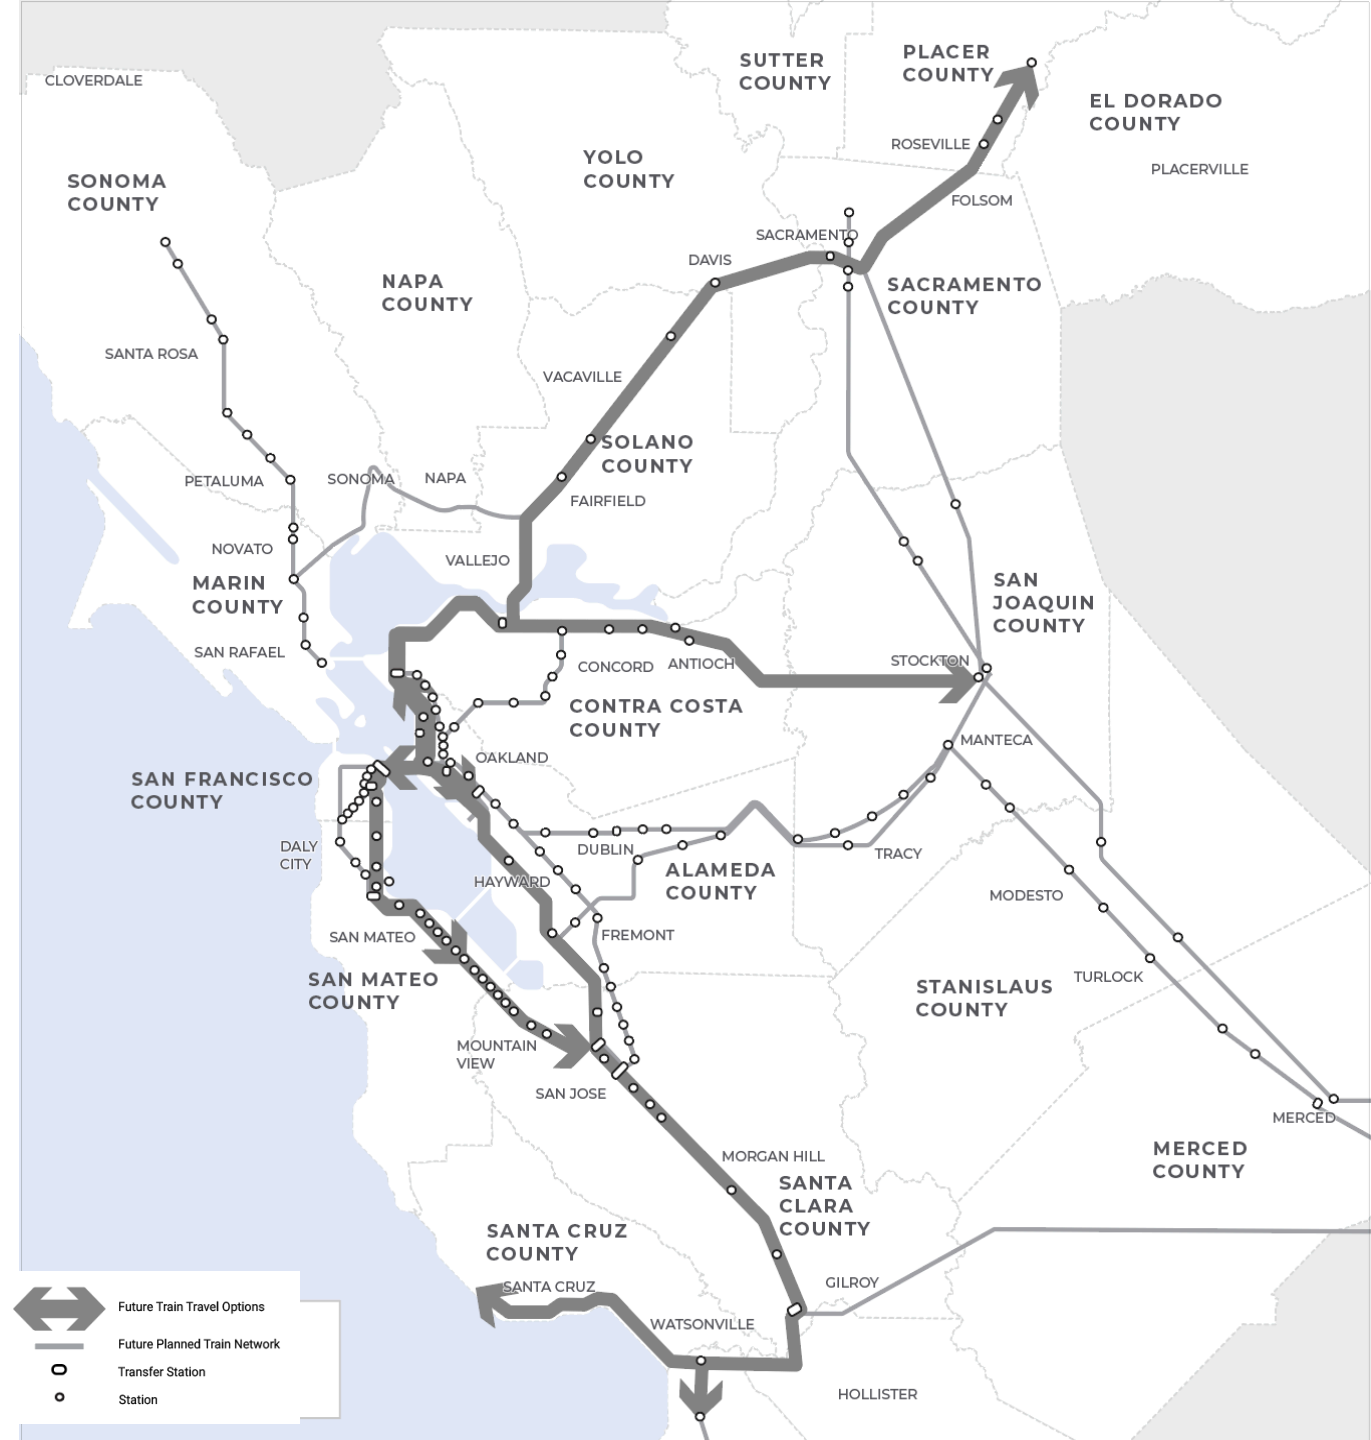 SUTTER
COUNTY
PLACER
COUNTY
CLOVERDALE
EL DORADO
COUNTY
ROSEVILLE
YOLO
COUNTY
PLACERVILLE
SONOMA
COUNTY
FOLSOM
SACRAMENTO
DAVIS
NAPA
COUNTY
SACRAMENTO
COUNTY
SANTA ROSA
VACAVILLE
SOLANO
COUNTY
PETALUMA
SONOMA
NAPA
FAIRFIELD
NOVATO
VALLEJO
MARIN
COUNTY
SAN
JOAQUIN
COUNTY
SAN RAFAEL
CONCORD
ANTIOCH
STOCKTON
CONTRA COSTA
COUNTY
MANTECA
OAKLAND
SAN FRANCISCO
COUNTY
DALY
CITY
DUBLIN
TRACY
ALAMEDA
COUNTY
HAYWARD
MODESTO
SAN MATEO
FREMONT
SAN MATEO
COUNTY
TURLOCK
STANISLAUS
COUNTY
MOUNTAIN
VIEW
SAN JOSE
MERCED
MERCED
COUNTY
MORGAN HILL
SANTA
CLARA
COUNTY
SANTA CRUZ
COUNTY
SANTA CRUZ
GILROY
WATSONVILLE
HOLLISTER
Future Train Travel Options
Future Planned Train Network
Transfer Station
Station